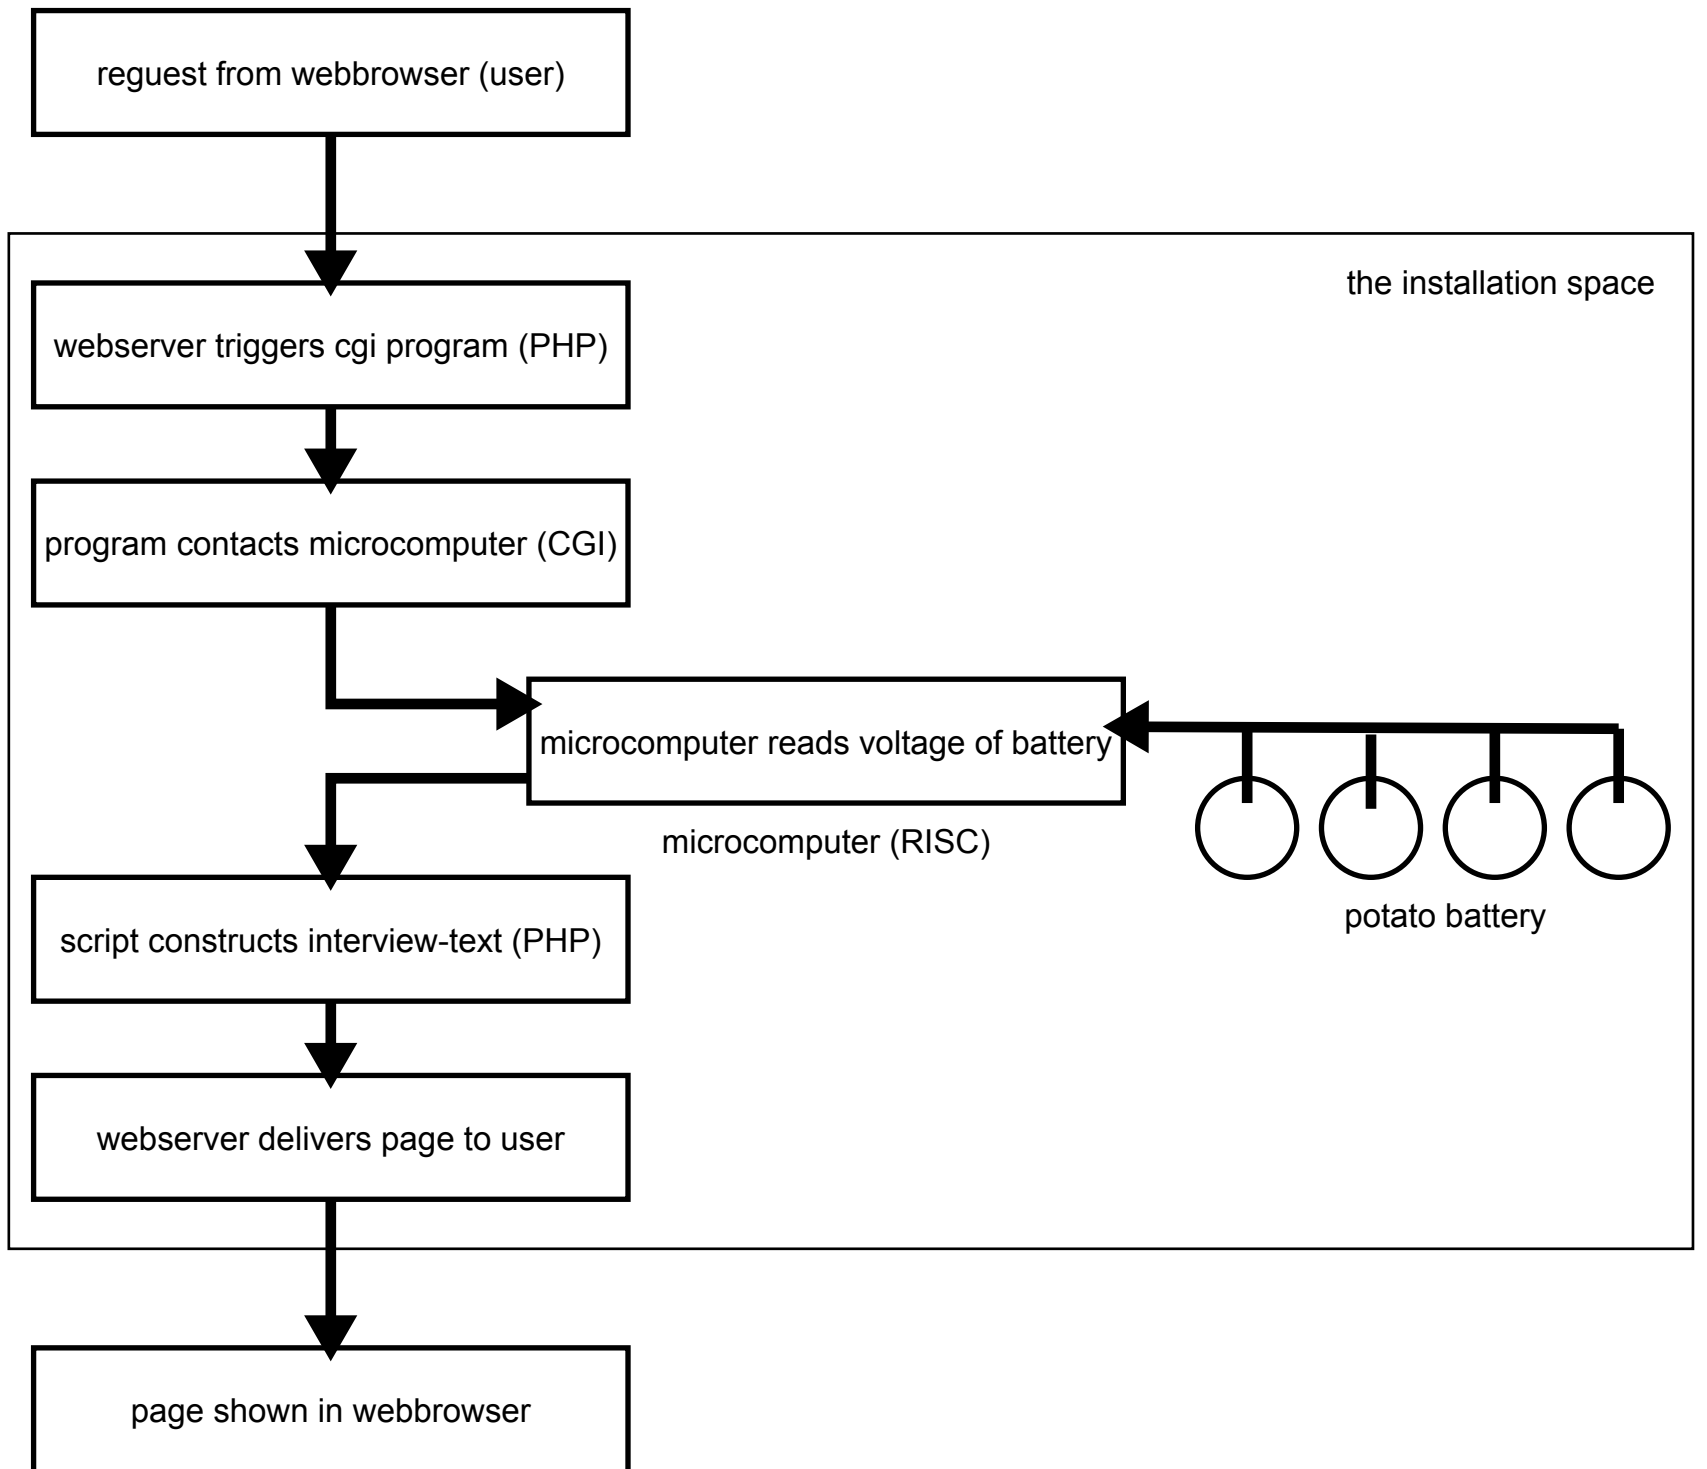 reguest from webbrowser (user)
the installation space
webserver triggers cgi program (PHP)
program contacts microcomputer (CGI)
microcomputer reads voltage of battery
microcomputer (RISC)
potato battery
script constructs interview-text (PHP)
webserver delivers page to user
page shown in webbrowser